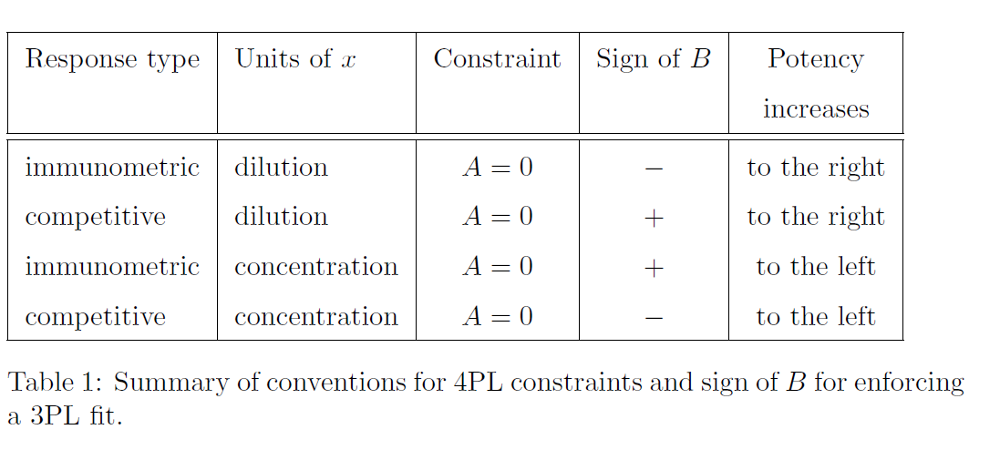 Response type Units of x Constraint Sign of B Potency
increases
immunometric dilution A = 0 − to the right
competitive dilution A = 0 + to the right
immunometric concentration A = 0 + to the left
competitive concentration A = 0 − to the left
Table 1: Summary of conventions for 4PL constraints and sign of B for enforcing
a 3PL fit.